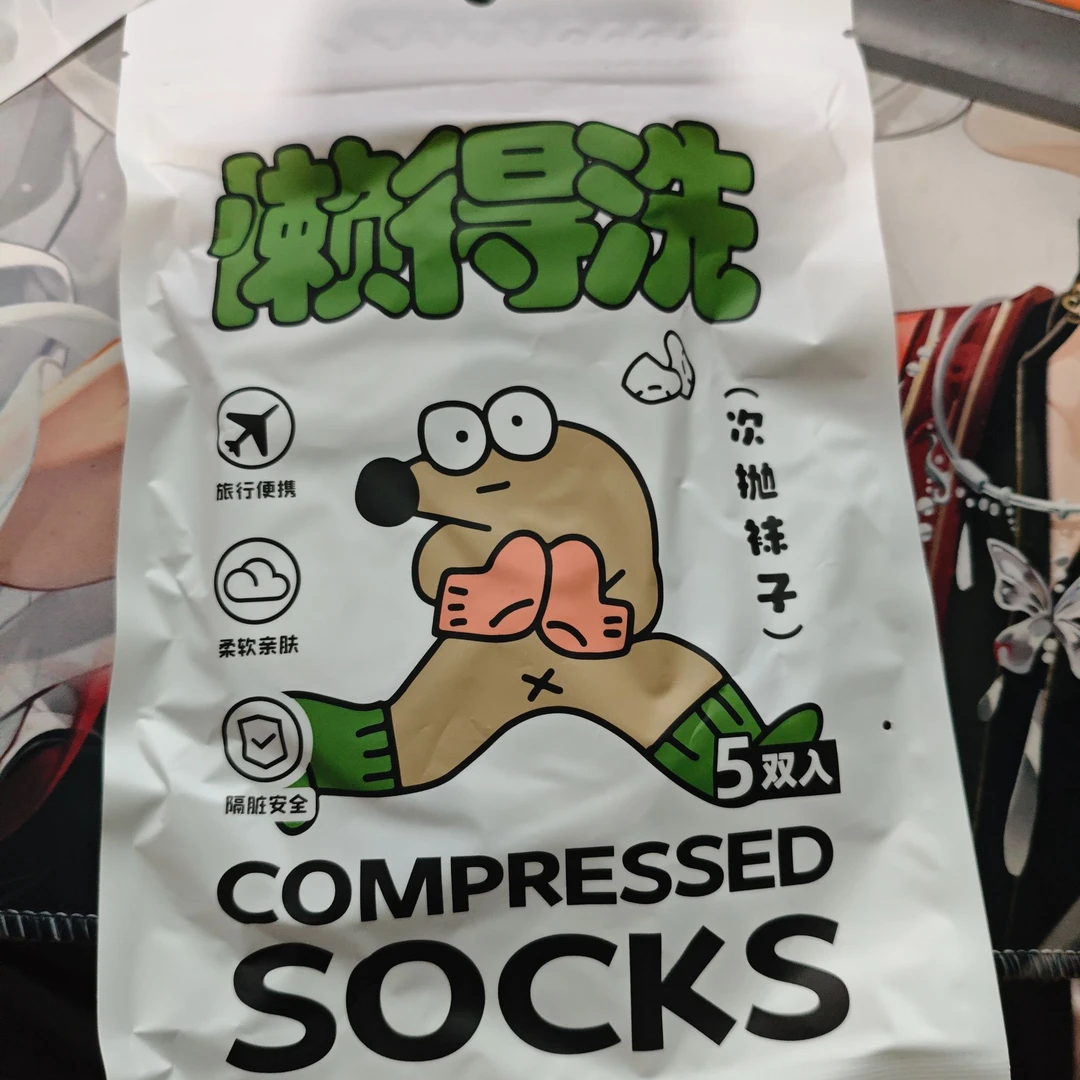 懒得洗
旅行便携
柔软亲肤
隔脏安全
（次抛袜子）
5双入
COMPRESSED
SOCKS